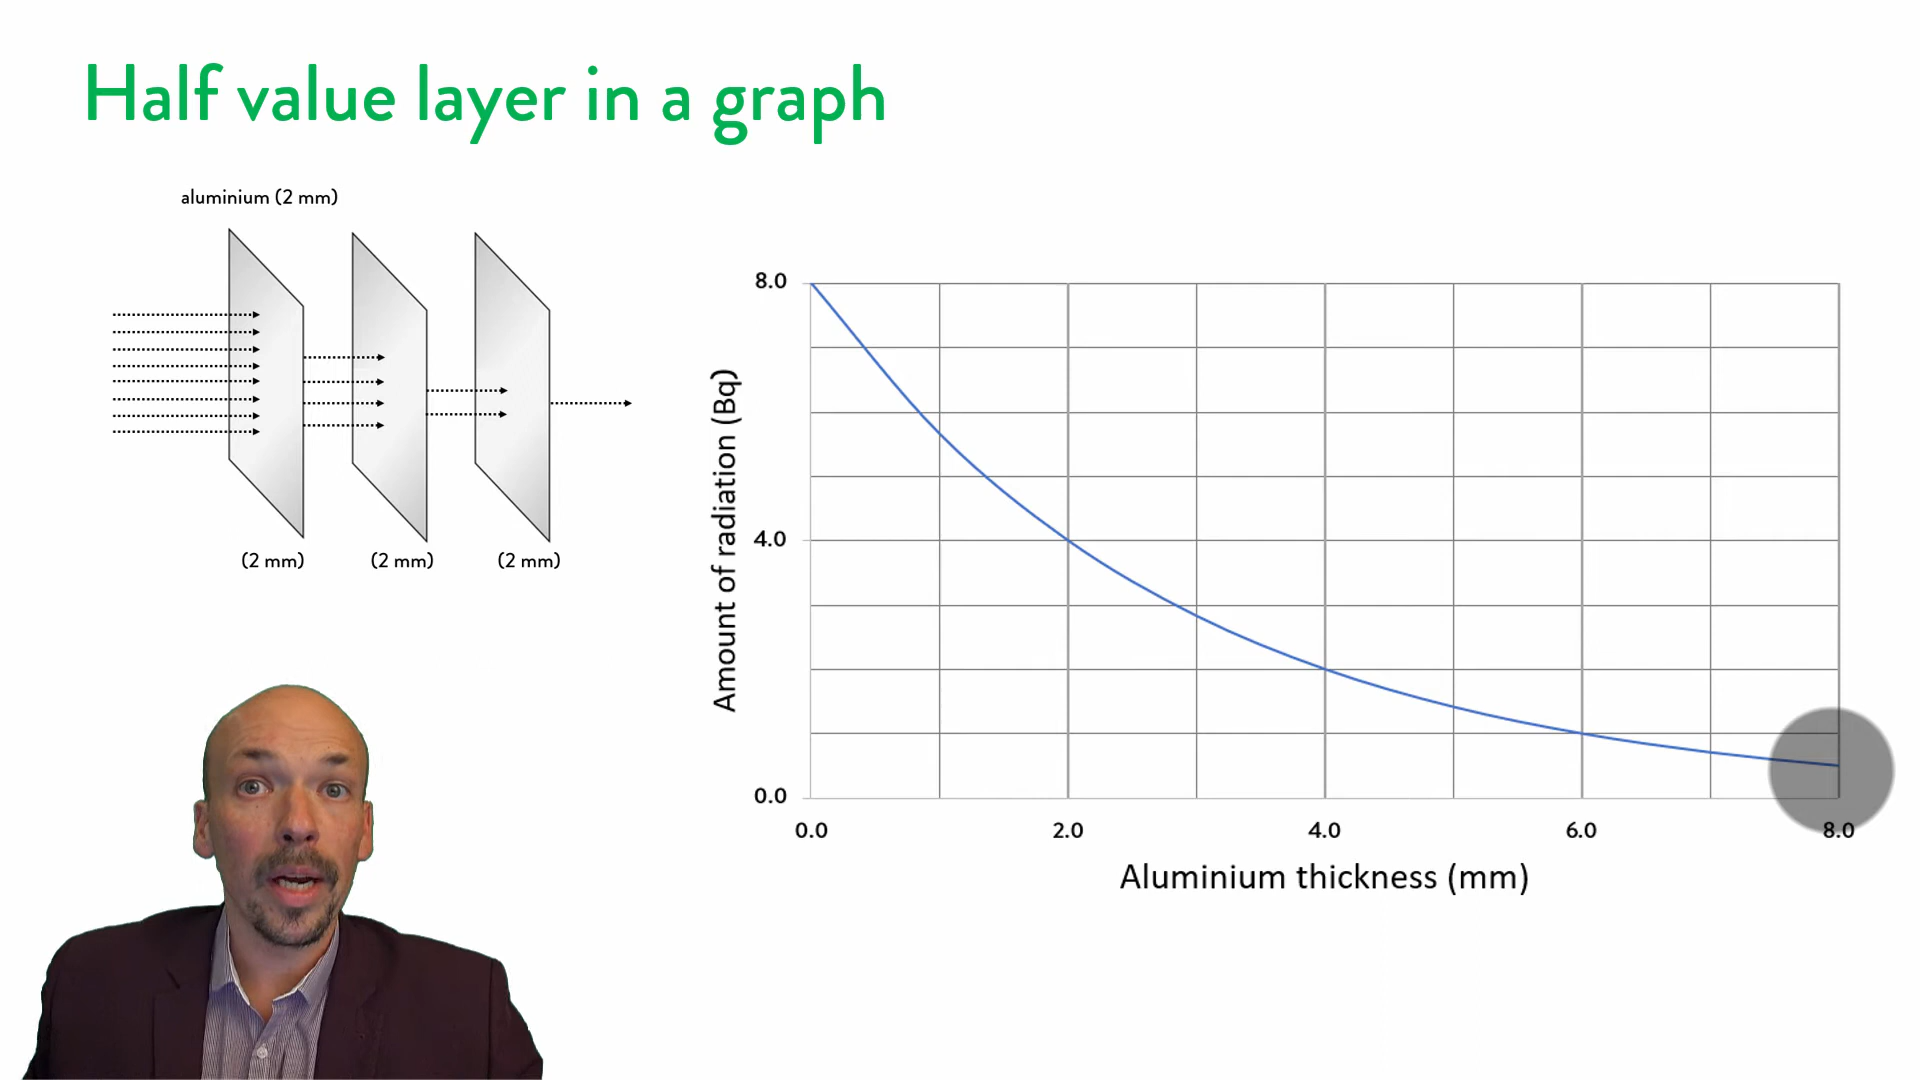 Half value layer in a graph
aluminium (2 mm)
(2 mm) (2 mm) (2 mm)
Amount of radiation (Bq)
8.0
4.0
0.0
0.0 2.0 4.0 6.0 8.0
Aluminium thickness (mm)